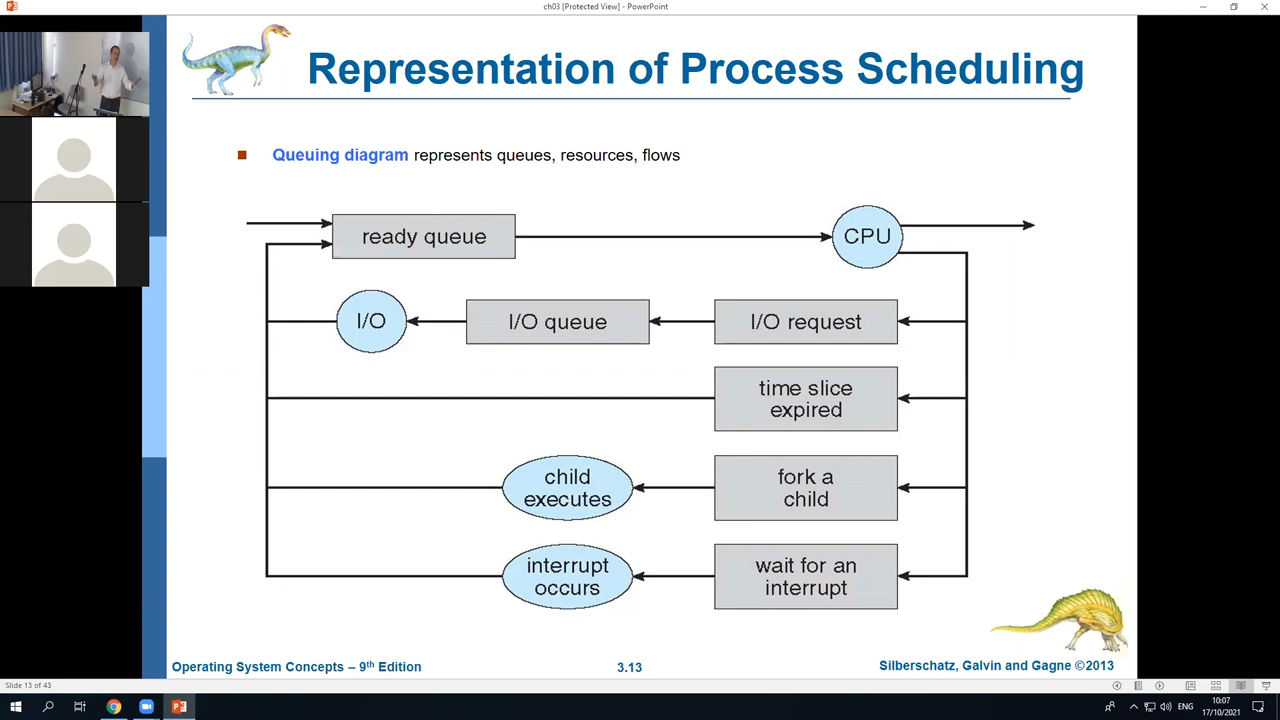 ch03 [Protected View] - PowerPoint
Representation of Process Scheduling
Queuing diagram represents queues, resources, flows
ready queue
CPU
I/O
I/O queue
I/O request
time slice
expired
child
executes
fork a
child
interrupt
occurs
wait for an
interrupt
Operating System Concepts – 9th Edition
3.13
Silberschatz, Galvin and Gagne ©2013
Slide 13 of 43
ENG
10:07
17/10/2021